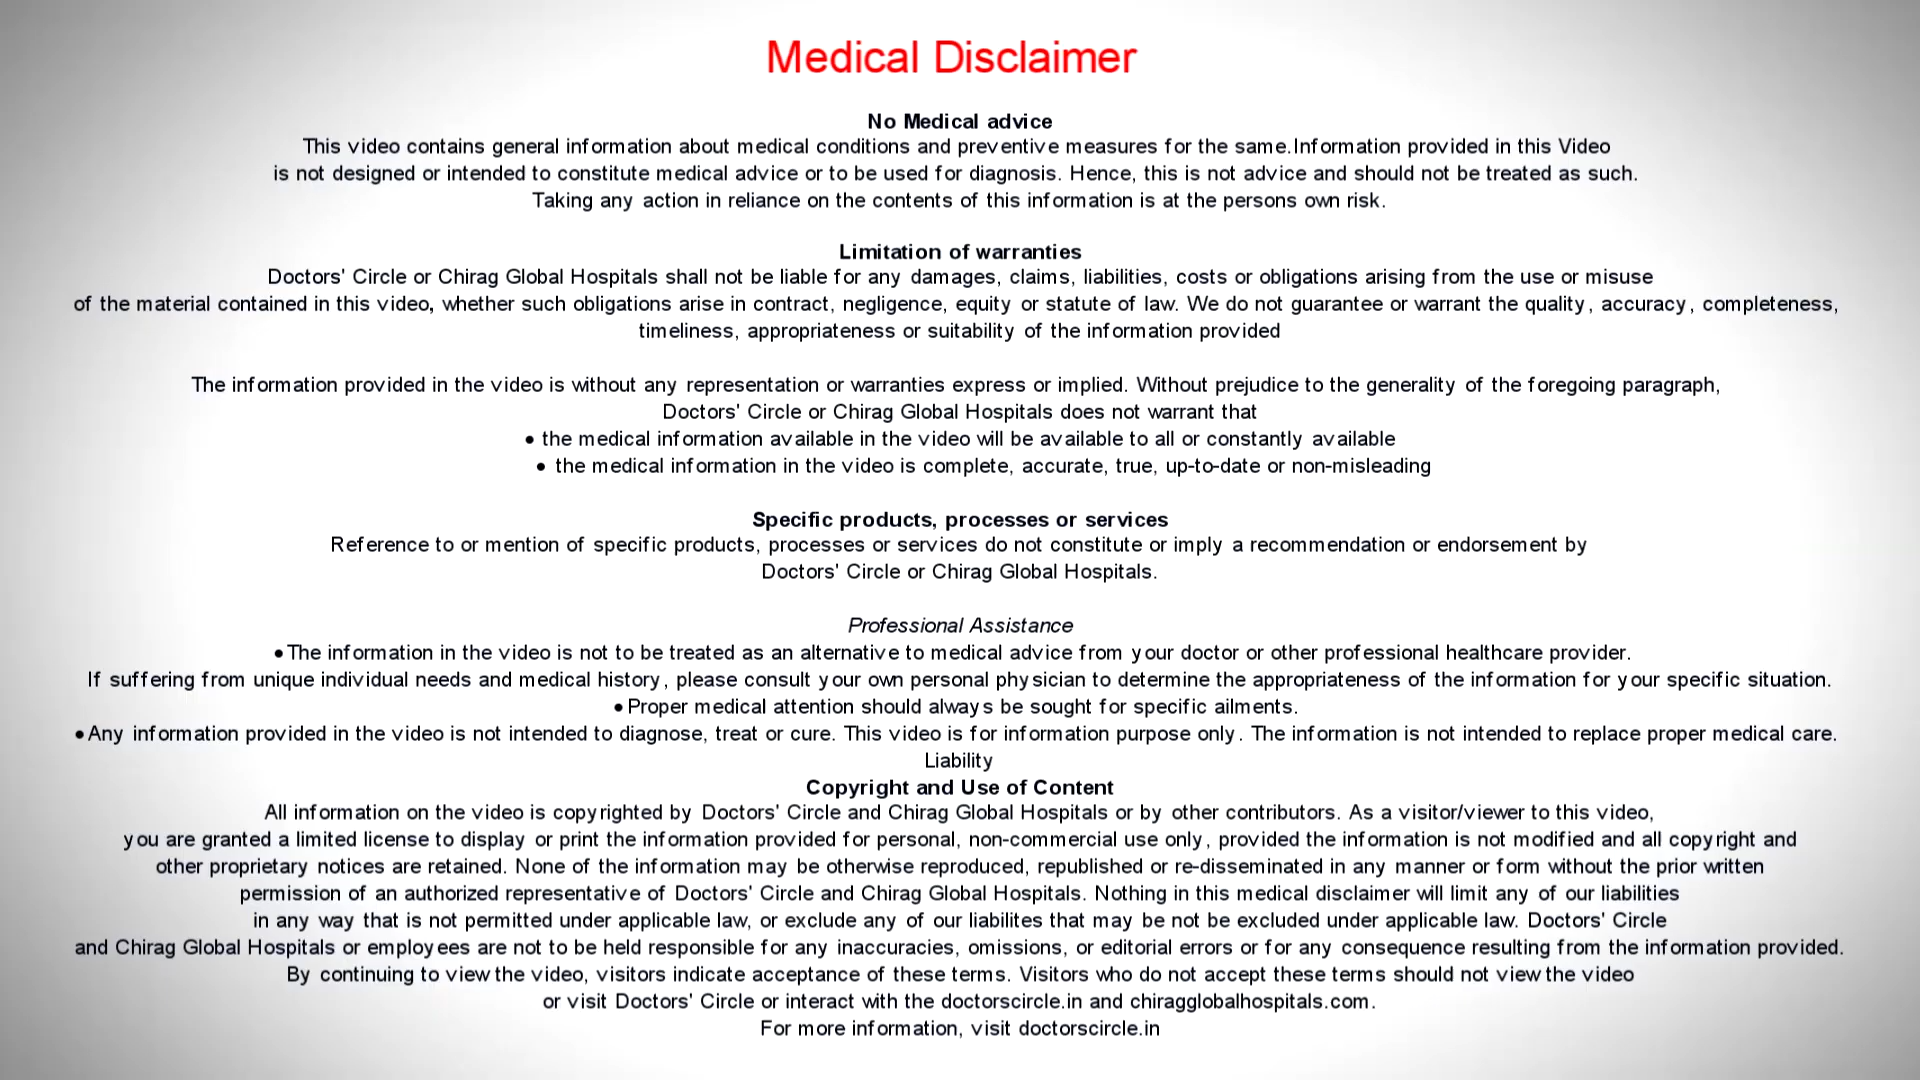 Medical Disclaimer
No Medical advice
This video contains general information about medical conditions and preventive measures for the same.Information provided in this Video
is not designed or intended to constitute medical advice or to be used for diagnosis. Hence, this is not advice and should not be treated as such.
Taking any action in reliance on the contents of this information is at the persons own risk.
Limitation of warranties
Doctors' Circle or Chirag Global Hospitals shall not be liable for any damages, claims, liabilities, costs or obligations arising from the use or misuse
of the material contained in this video, whether such obligations arise in contract, negligence, equity or statute of law. We do not guarantee or warrant the quality, accuracy, completeness,
timeliness, appropriateness or suitability of the information provided
The information provided in the video is without any representation or warranties express or implied. Without prejudice to the generality of the foregoing paragraph,
Doctors' Circle or Chirag Global Hospitals does not warrant that
• the medical information available in the video will be available to all or constantly available
• the medical information in the video is complete, accurate, true, up-to-date or non-misleading
Specific products, processes or services
Reference to or mention of specific products, processes or services do not constitute or imply a recommendation or endorsement by
Doctors' Circle or Chirag Global Hospitals.
Professional Assistance
•The information in the video is not to be treated as an alternative to medical advice from your doctor or other professional healthcare provider.
If suffering from unique individual needs and medical history, please consult your own personal physician to determine the appropriateness of the information for your specific situation.
•Proper medical attention should always be sought for specific ailments.
•Any information provided in the video is not intended to diagnose, treat or cure. This video is for information purpose only. The information is not intended to replace proper medical care.
Liability
Copyright and Use of Content
All information on the video is copyrighted by Doctors' Circle and Chirag Global Hospitals or by other contributors. As a visitor/viewer to this video,
you are granted a limited license to display or print the information provided for personal, non-commercial use only, provided the information is not modified and all copyright and
other proprietary notices are retained. None of the information may be otherwise reproduced, republished or re-disseminated in any manner or form without the prior written
permission of an authorized representative of Doctors' Circle and Chirag Global Hospitals. Nothing in this medical disclaimer will limit any of our liabilities
in any way that is not permitted under applicable law, or exclude any of our liabilites that may be not be excluded under applicable law. Doctors' Circle
and Chirag Global Hospitals or employees are not to be held responsible for any inaccuracies, omissions, or editorial errors or for any consequence resulting from the information provided.
By continuing to view the video, visitors indicate acceptance of these terms. Visitors who do not accept these terms should not view the video
or visit Doctors' Circle or interact with the doctorscircle.in and chiragglobalhospitals.com.
For more information, visit doctorscircle.in